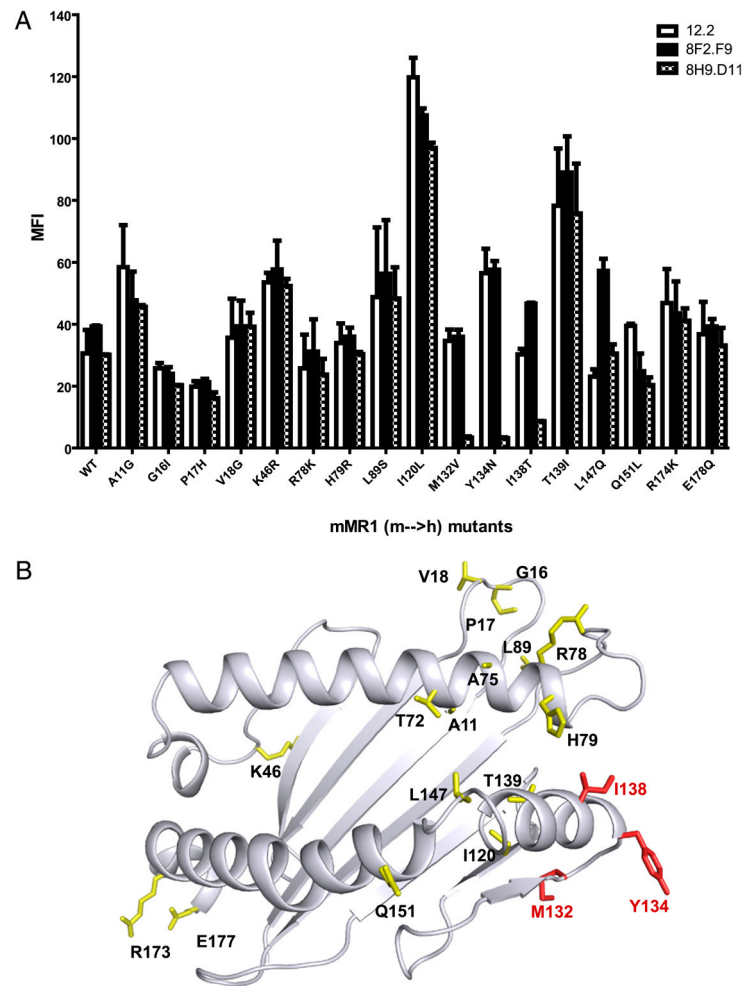 A
12.2
8F2.F9
8H9.D11
140
120
100
80
60
40
20
0
MFI
WT
A11G
G16I
P17H
V18G
K46R
R78K
H79R
L89S
I120L
M132V
Y134N
I138T
T139I
L147Q
Q151L
R174K
E178Q
mMR1 (m-->h) mutants
B
V18
G16
P17
L89
R78
A75
T72
A11
H79
K46
L147
T139
I138
I120
Q151
M132
Y134
R173
E177